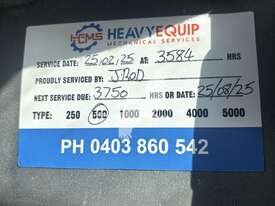 HCMS HEAVYEQUIP
MECHANICAL SERVICES
SERVICE DATE: 25/02/25 AT: 3584 HRS
PROUDLY SERVICED BY: J-ROD
NEXT SERVICE DUE: 3750 HRS OR DATE: 25/08/25
TYPE: 250 500 1000 2000 4000 5000
PH 0403 860 542